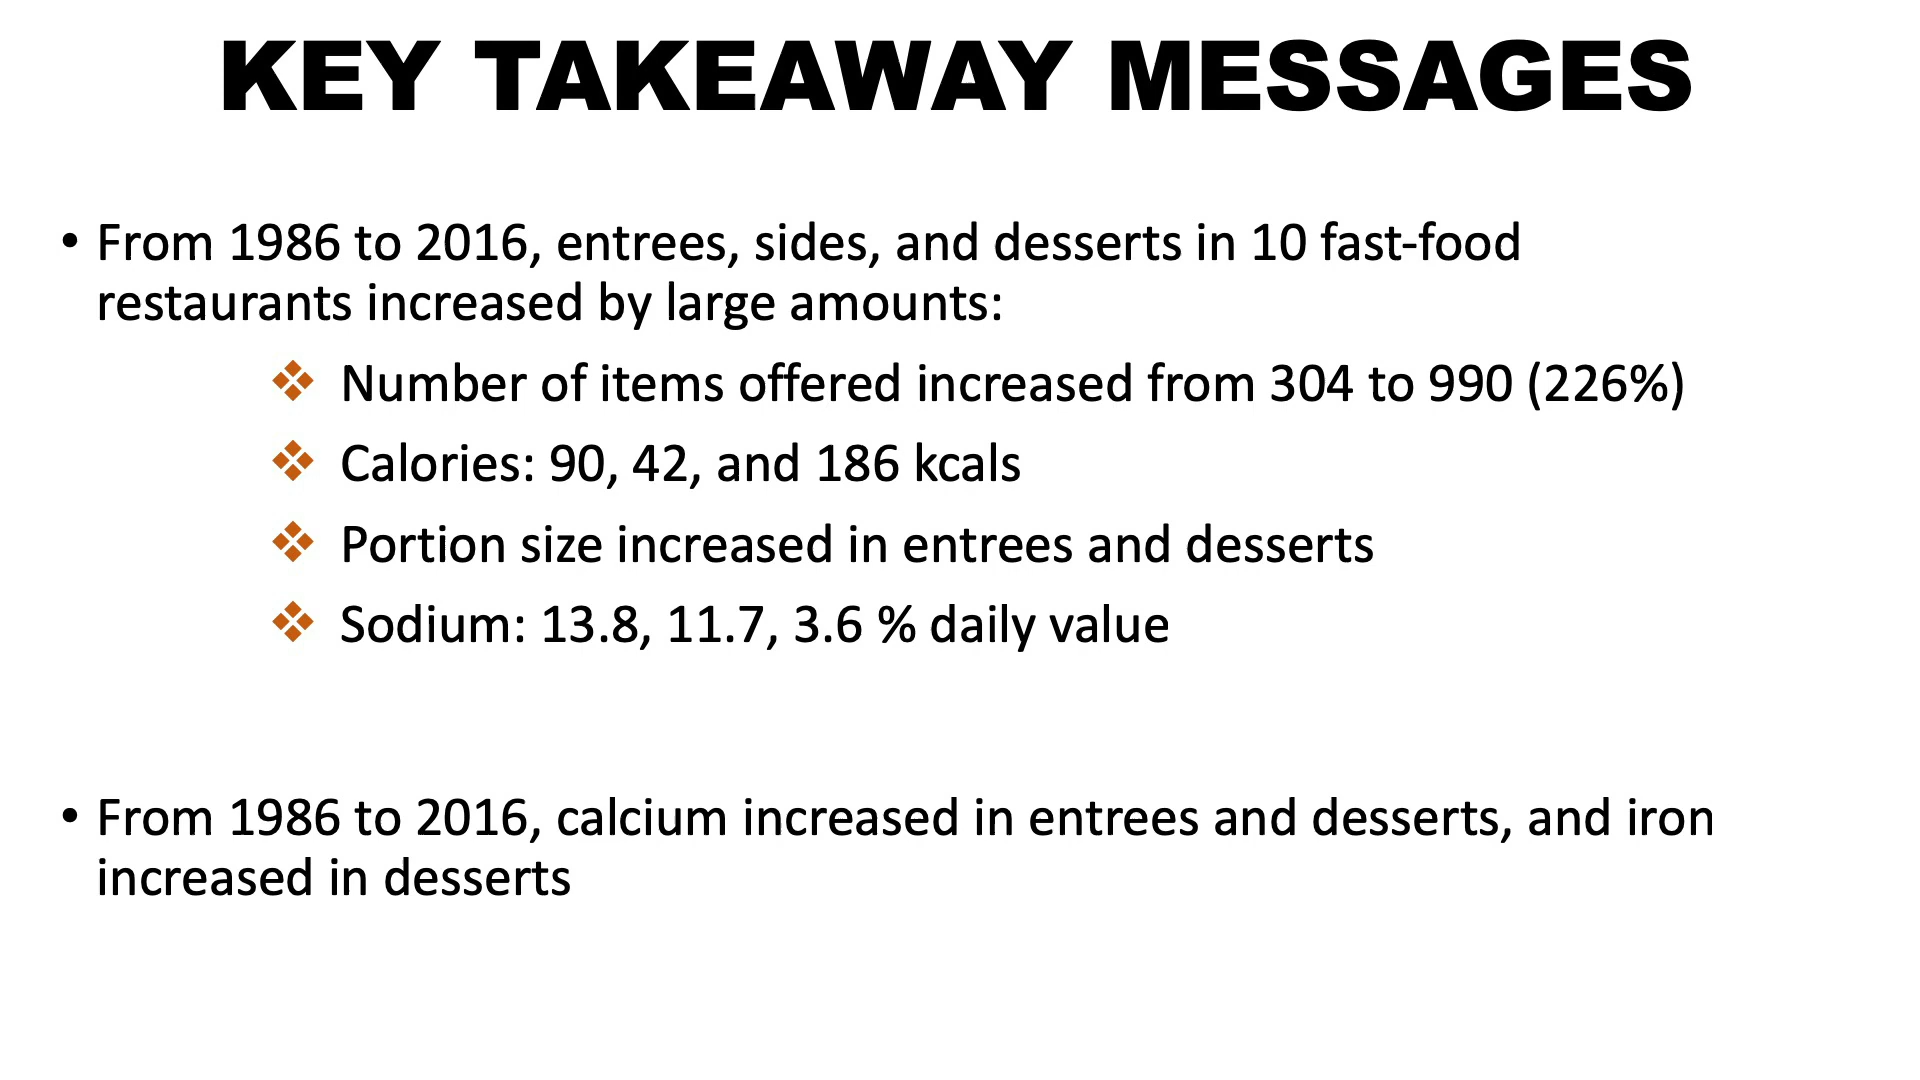 KEY TAKEAWAY MESSAGES
• From 1986 to 2016, entrees, sides, and desserts in 10 fast-food
restaurants increased by large amounts:
❖ Number of items offered increased from 304 to 990 (226%)
❖ Calories: 90, 42, and 186 kcals
❖ Portion size increased in entrees and desserts
❖ Sodium: 13.8, 11.7, 3.6 % daily value
• From 1986 to 2016, calcium increased in entrees and desserts, and iron
increased in desserts